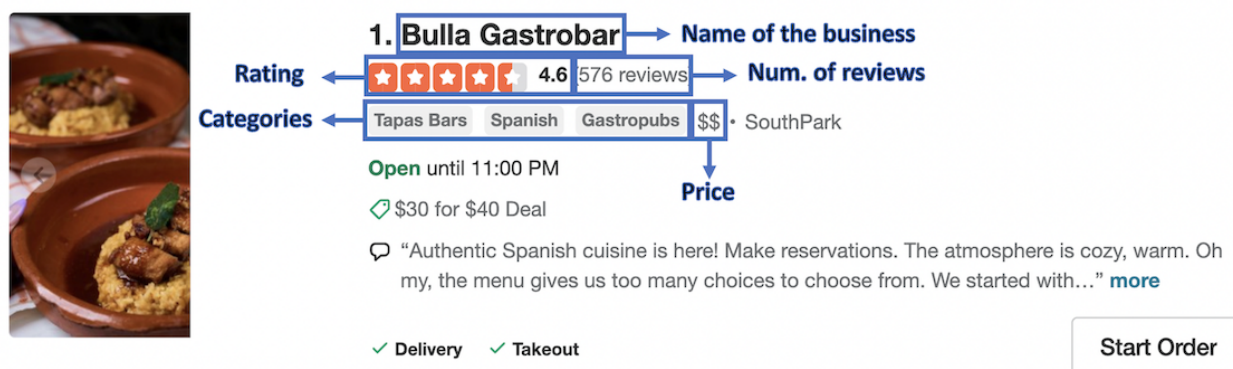 1. Bulla Gastrobar Name of the business
Rating 4.6 (576 reviews Num. of reviews
Categories Tapas Bars Spanish Gastropubs $$ • SouthPark
Open until 11:00 PM
Price
$30 for $40 Deal
“Authentic Spanish cuisine is here! Make reservations. The atmosphere is cozy, warm. Oh
my, the menu gives us too many choices to choose from. We started with…” more
Delivery Takeout
Start Order